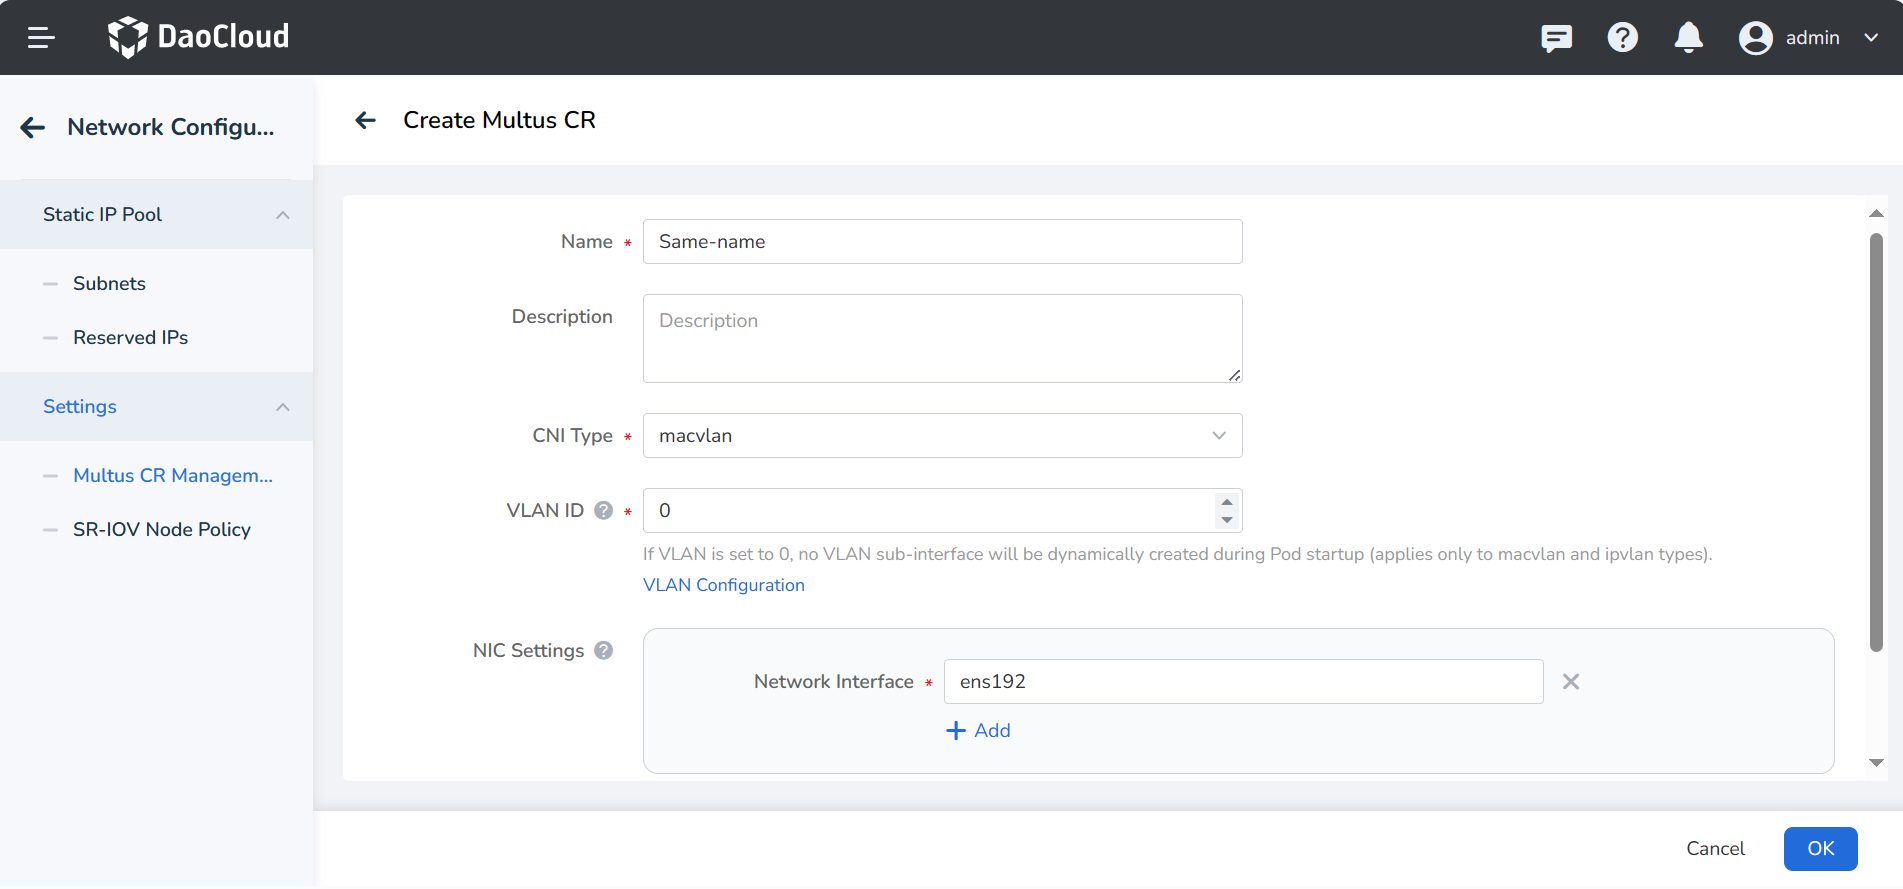 DaoCloud
admin
Network Configu...
Create Multus CR
Static IP Pool
Subnets
Reserved IPs
Settings
Multus CR Managem...
SR-IOV Node Policy
Name * Same-name
Description Description
CNI Type * macvlan
VLAN ID ? * 0
If VLAN is set to 0, no VLAN sub-interface will be dynamically created during Pod startup (applies only to macvlan and ipvlan types).
VLAN Configuration
NIC Settings ?
Network Interface * ens192
+ Add
Cancel OK